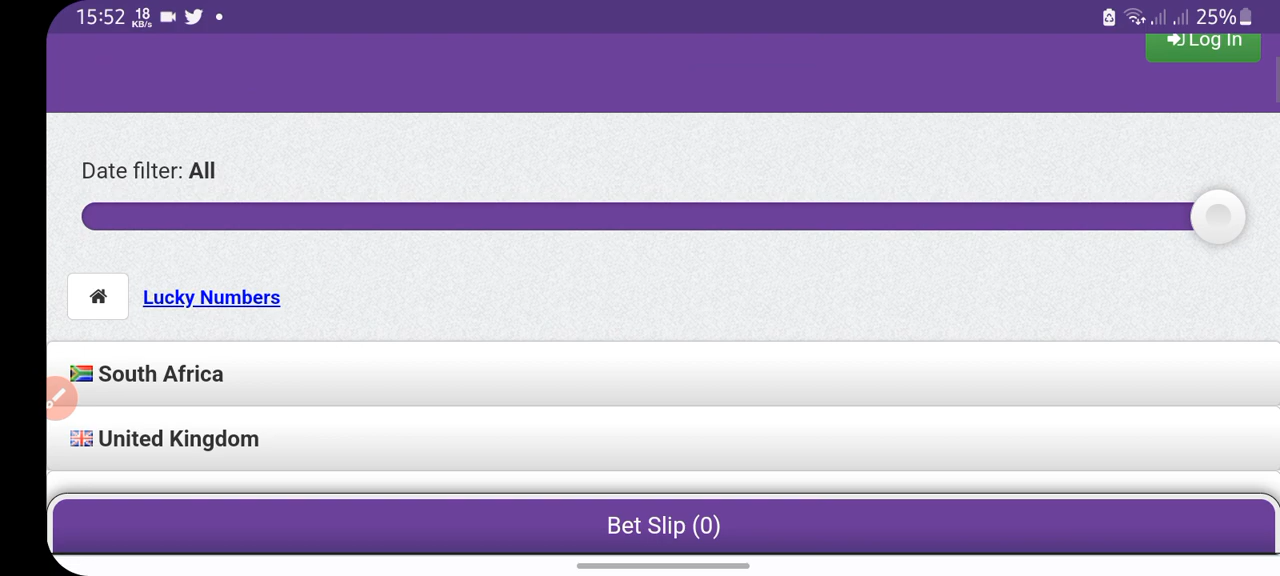 15:52 18 KB/s 25%
Log In
Date filter: All
Lucky Numbers
South Africa
United Kingdom
Bet Slip (0)